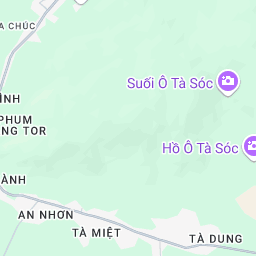 A CHÚC
Suối Ô Tà Sóc
ÌNH
PHUM
NG TOR
Hồ Ô Tà Sóc
ÀNH
AN NHƠN
TÀ MIỆT
TÀ DUNG